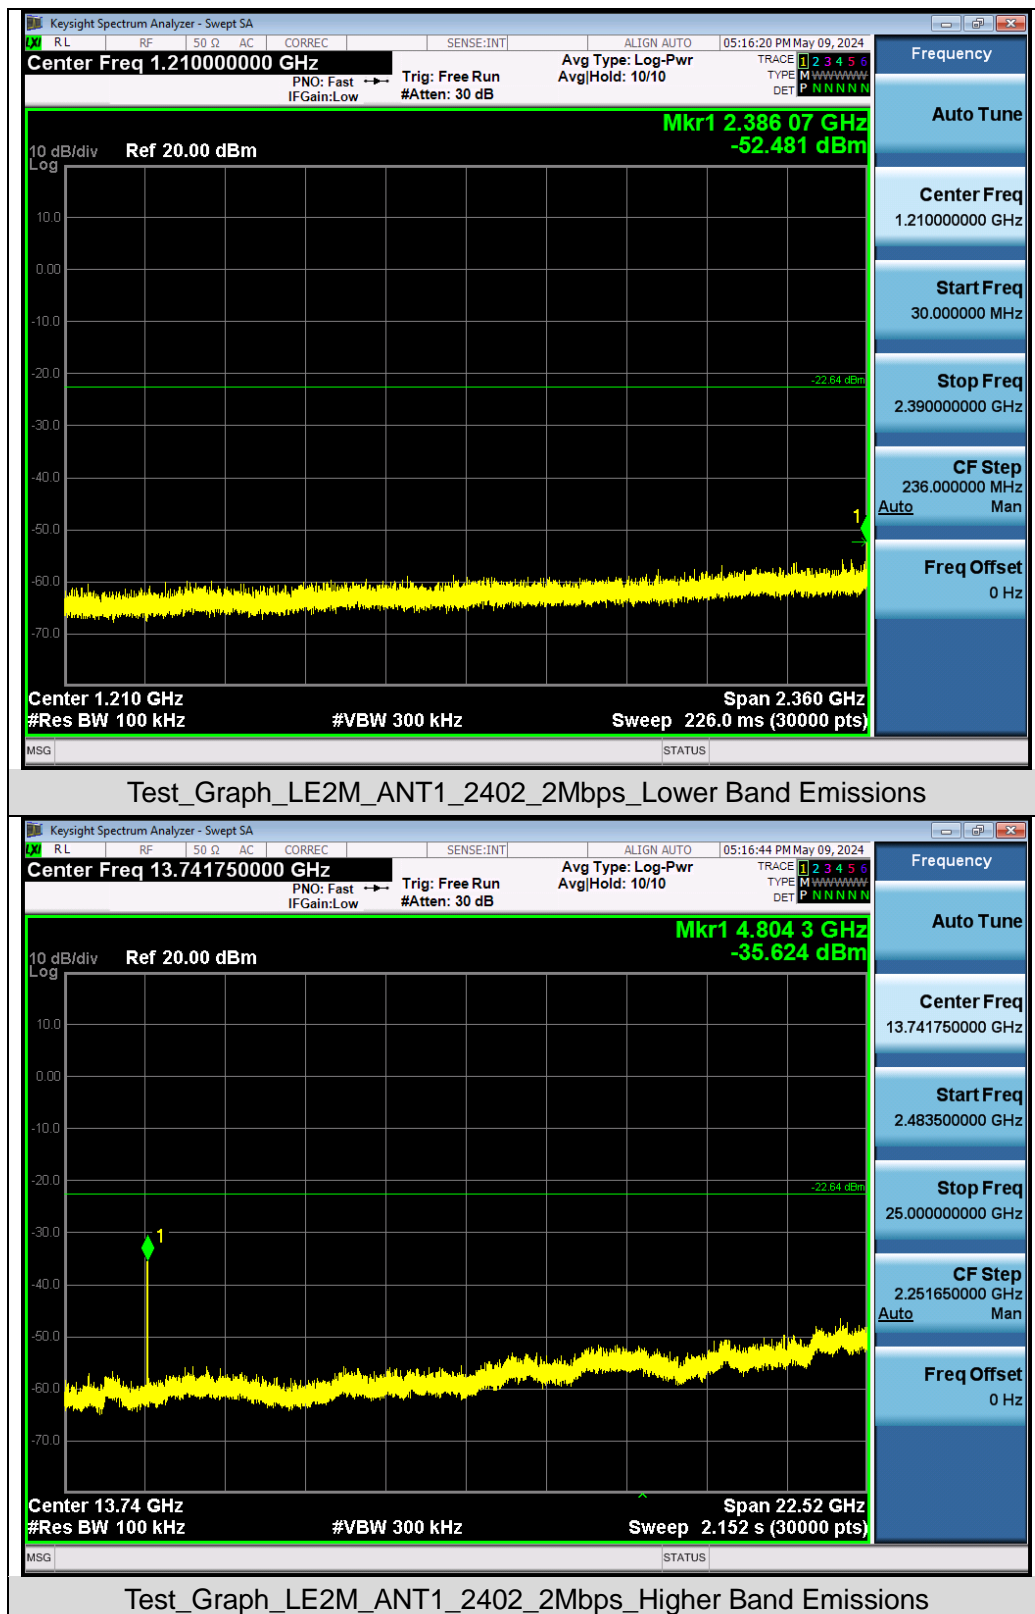 Keysight Spectrum Analyzer - Swept SA
LXI RL RF 50 Ω AC CORREC SENSE:INT ALIGN AUTO 05:16:20 PM May 09, 2024
Center Freq 1.210000000 GHz
PNO: Fast
IFGain:Low
Trig: Free Run
#Atten: 30 dB
Avg Type: Log-Pwr
Avg|Hold: 10/10
TRACE 1 2 3 4 5 6
TYPE M WWWWW
DET P N N N N N
Mkr1 2.386 07 GHz
-52.481 dBm
10 dB/div Ref 20.00 dBm
Log
10.0
0.00
-10.0
-20.0
-22.64 dBm
-30.0
-40.0
-50.0
1
-60.0
-70.0
Center 1.210 GHz Span 2.360 GHz
#Res BW 100 kHz #VBW 300 kHz Sweep 226.0 ms (30000 pts)
MSG STATUS
Frequency
Auto Tune
Center Freq
1.210000000 GHz
Start Freq
30.000000 MHz
Stop Freq
2.390000000 GHz
CF Step
236.000000 MHz
Auto Man
Freq Offset
0 Hz
Test_Graph_LE2M_ANT1_2402_2Mbps_Lower Band Emissions
Keysight Spectrum Analyzer - Swept SA
LXI RL RF 50 Ω AC CORREC SENSE:INT ALIGN AUTO 05:16:44 PM May 09, 2024
Center Freq 13.741750000 GHz
PNO: Fast
IFGain:Low
Trig: Free Run
#Atten: 30 dB
Avg Type: Log-Pwr
Avg|Hold: 10/10
TRACE 1 2 3 4 5 6
TYPE M WWWWW
DET P N N N N N
Mkr1 4.804 3 GHz
-35.624 dBm
10 dB/div Ref 20.00 dBm
Log
10.0
0.00
-10.0
-20.0
-22.64 dBm
-30.0
1
-40.0
-50.0
-60.0
-70.0
Center 13.74 GHz Span 22.52 GHz
#Res BW 100 kHz #VBW 300 kHz Sweep 2.152 s (30000 pts)
MSG STATUS
Frequency
Auto Tune
Center Freq
13.741750000 GHz
Start Freq
2.483500000 GHz
Stop Freq
25.000000000 GHz
CF Step
2.251650000 GHz
Auto Man
Freq Offset
0 Hz
Test_Graph_LE2M_ANT1_2402_2Mbps_Higher Band Emissions